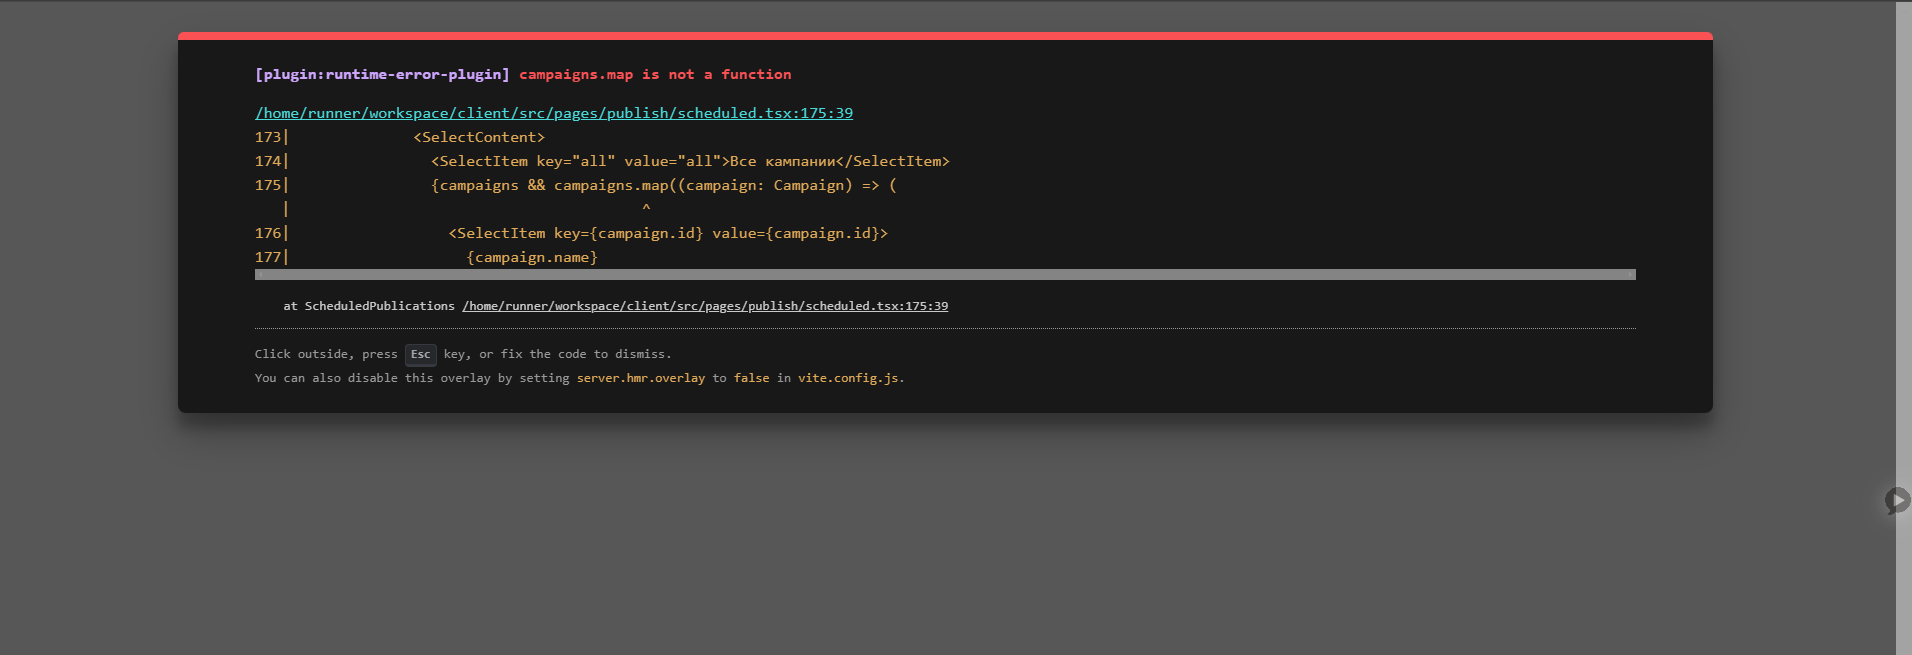 [plugin:runtime-error-plugin] campaigns.map is not a function
/home/runner/workspace/client/src/pages/publish/scheduled.tsx:175:39
173|              <SelectContent>
174|                <SelectItem key="all" value="all">Все кампании</SelectItem>
175|                {campaigns && campaigns.map((campaign: Campaign) => (
   |                                        ^
176|                  <SelectItem key={campaign.id} value={campaign.id}>
177|                    {campaign.name}
at ScheduledPublications /home/runner/workspace/client/src/pages/publish/scheduled.tsx:175:39
Click outside, press Esc key, or fix the code to dismiss.
You can also disable this overlay by setting server.hmr.overlay to false in vite.config.js.